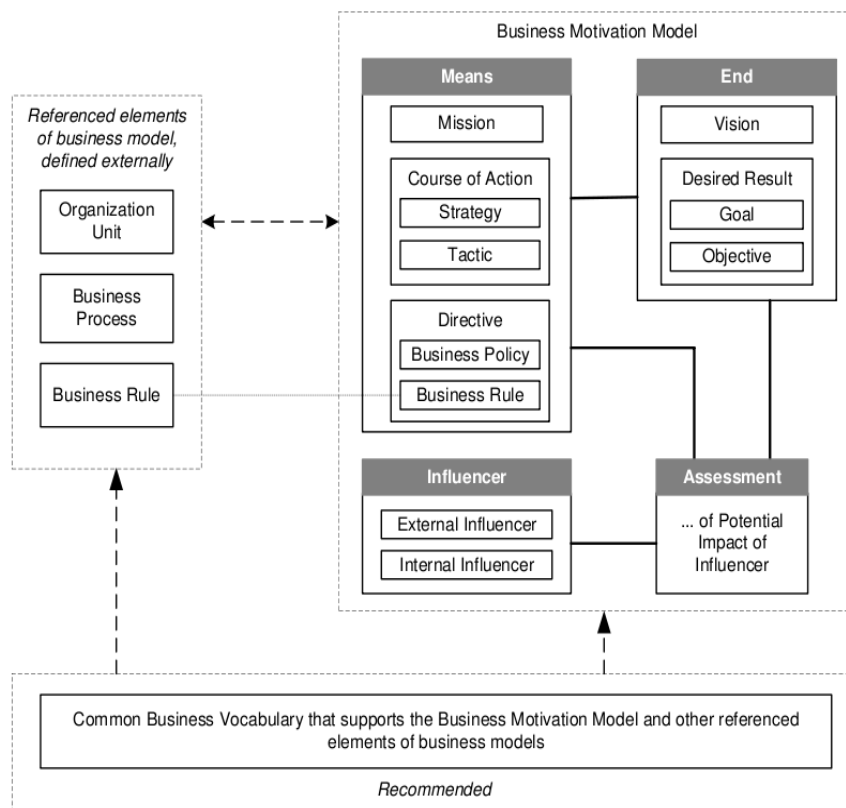 Business Motivation Model
Means
Mission
Course of Action
Strategy
Tactic
Directive
Business Policy
Business Rule
End
Vision
Desired Result
Goal
Objective
Referenced elements
of business model,
defined externally
Organization
Unit
Business
Process
Business Rule
Influencer
External Influencer
Internal Influencer
Assessment
... of Potential
Impact of
Influencer
Common Business Vocabulary that supports the Business Motivation Model and other referenced
elements of business models
Recommended